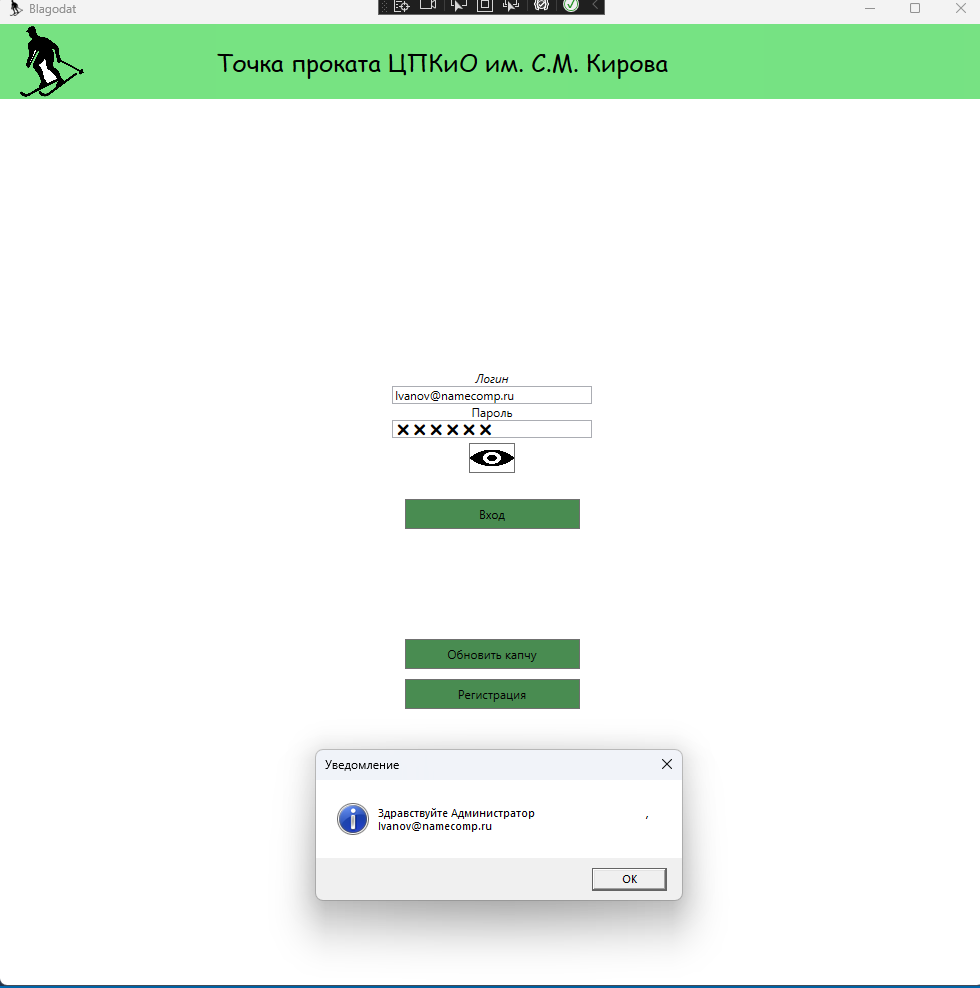 Blagodat
Точка проката ЦПКиО им. С.М. Кирова
Логин
Ivanov@namecomp.ru
Пароль
Вход
Обновить капчу
Регистрация
Уведомление
Здравствуйте Администратор ,
Ivanov@namecomp.ru
OK